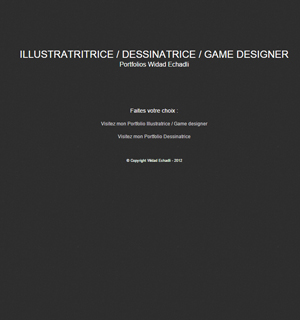 ILLUSTRATRITRICE / DESSINATRICE / GAME DESIGNER
Portfolios Widad Echadli
Faites votre choix :
Visitez mon Portfolio Illustratrice / Game designer
Visitez mon Portfolio Dessinatrice
© Copyright Widad Echadli - 2012